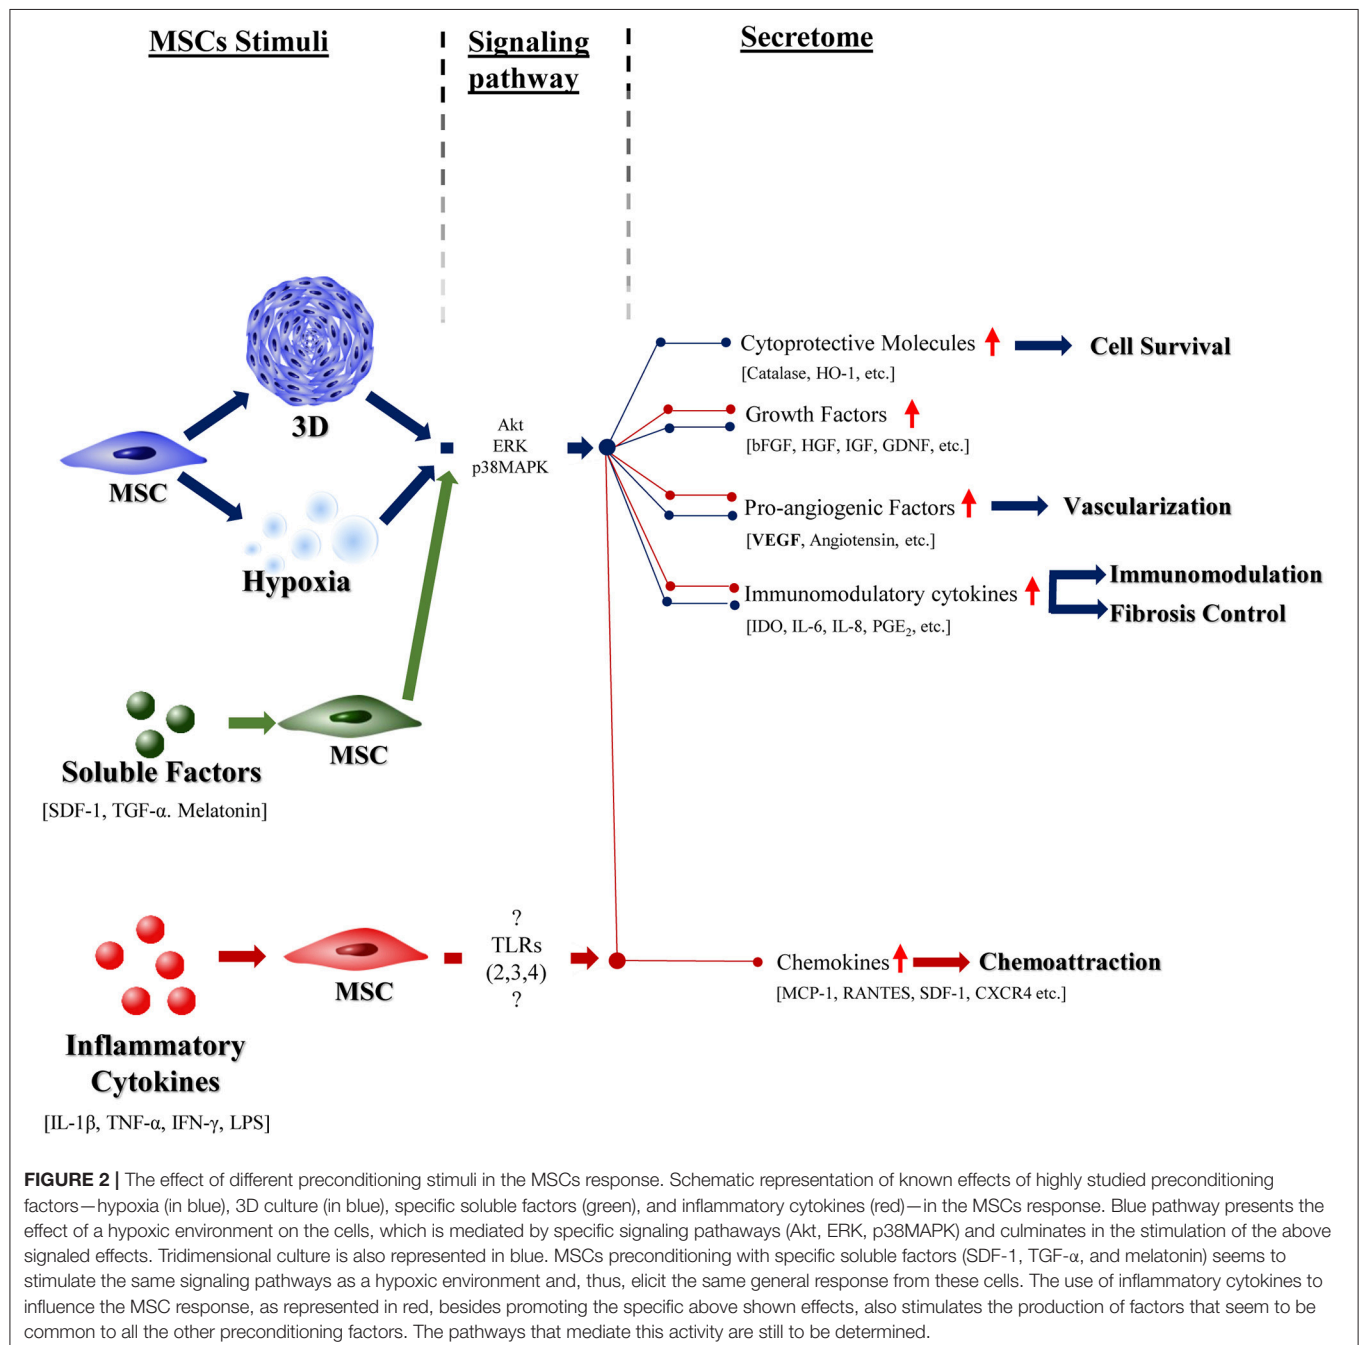 MSCs Stimuli
Signaling
pathway
Secretome
3D
MSC
Hypoxia
Akt
ERK
p38MAPK
Cytoprotective Molecules
[Catalase, HO-1, etc.]
Cell Survival
Growth Factors
[bFGF, HGF, IGF, GDNF, etc.]
Pro-angiogenic Factors
[VEGF, Angiotensin, etc.]
Vascularization
Immunomodulatory cytokines
[IDO, IL-6, IL-8, PGE₂, etc.]
Immunomodulation
Fibrosis Control
Soluble Factors
[SDF-1, TGF-α. Melatonin]
MSC
Inflammatory
Cytokines
[IL-1β, TNF-α, IFN-γ, LPS]
MSC
?
TLRs
(2,3,4)
?
Chemokines
[MCP-1, RANTES, SDF-1, CXCR4 etc.]
Chemoattraction
FIGURE 2 | The effect of different preconditioning stimuli in the MSCs response. Schematic representation of known effects of highly studied preconditioning
factors—hypoxia (in blue), 3D culture (in blue), specific soluble factors (green), and inflammatory cytokines (red)—in the MSCs response. Blue pathway presents the
effect of a hypoxic environment on the cells, which is mediated by specific signaling pathaways (Akt, ERK, p38MAPK) and culminates in the stimulation of the above
signaled effects. Tridimensional culture is also represented in blue. MSCs preconditioning with specific soluble factors (SDF-1, TGF-α, and melatonin) seems to
stimulate the same signaling pathways as a hypoxic environment and, thus, elicit the same general response from these cells. The use of inflammatory cytokines to
influence the MSC response, as represented in red, besides promoting the specific above shown effects, also stimulates the production of factors that seem to be
common to all the other preconditioning factors. The pathways that mediate this activity are still to be determined.